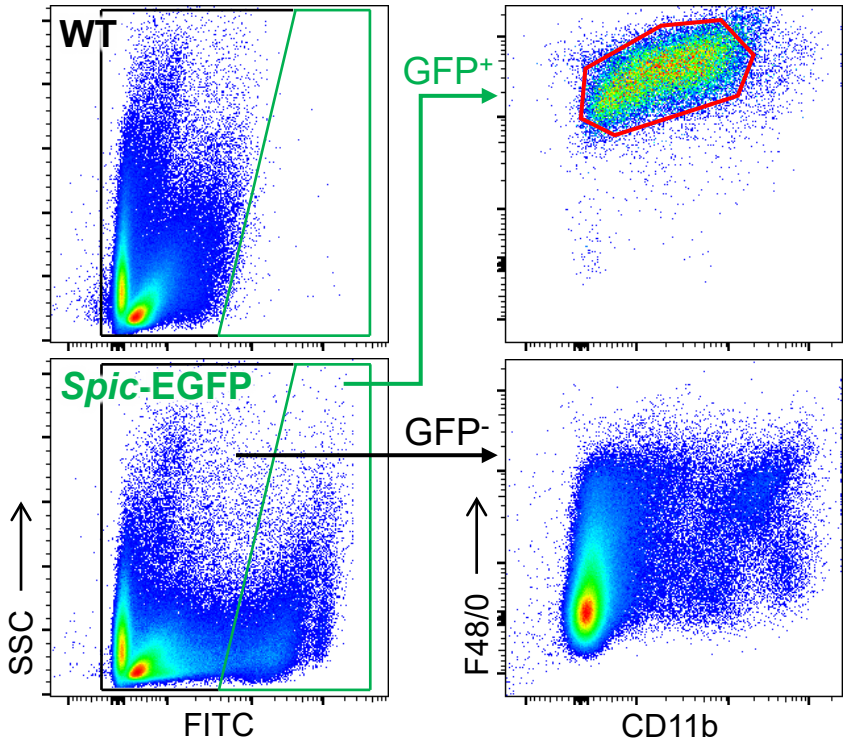 WT
GFP+
Spic-EGFP
GFP-
SSC
F48/0
FITC
CD11b